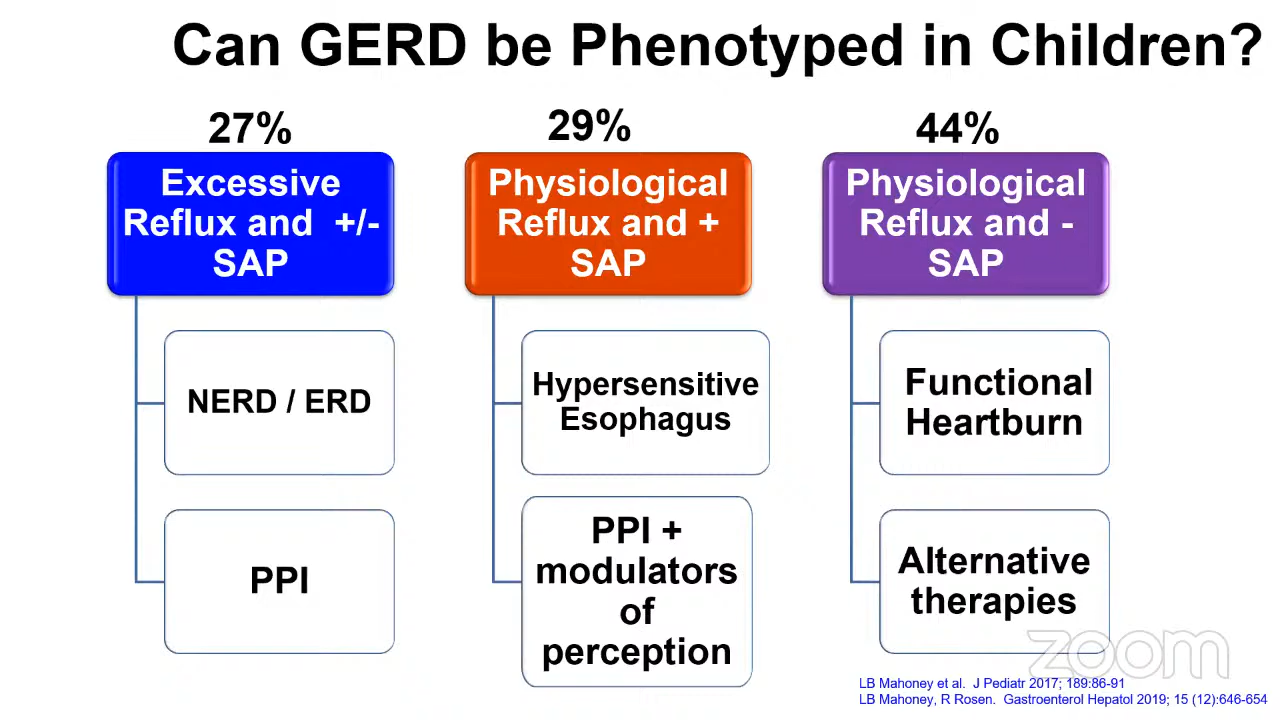 Can GERD be Phenotyped in Children?
27%
Excessive
Reflux and +/-
SAP
NERD / ERD
PPI
29%
Physiological
Reflux and +
SAP
Hypersensitive
Esophagus
PPI +
modulators
of
perception
44%
Physiological
Reflux and -
SAP
Functional
Heartburn
Alternative
therapies
zoom
LB Mahoney et al. J Pediatr 2017; 189:86-91
LB Mahoney, R Rosen. Gastroenterol Hepatol 2019; 15 (12):646-654